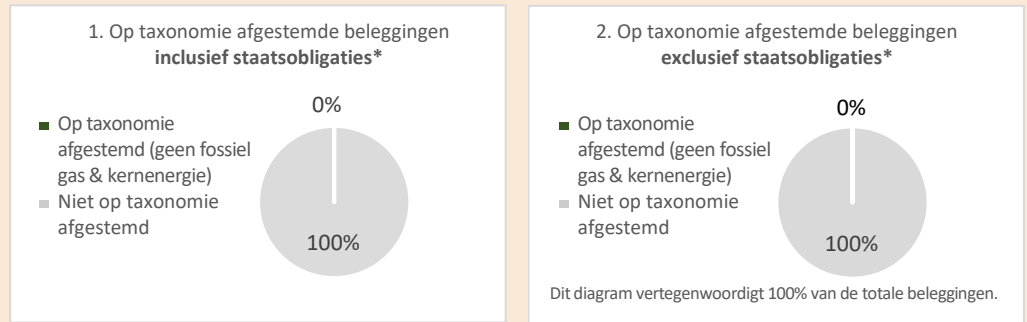 1. Op taxonomie afgestemde beleggingen
inclusief staatsobligaties*
0%
Op taxonomie
afgestemd (geen fossiel
gas & kernenergie)
Niet op taxonomie
afgestemd
100%
2. Op taxonomie afgestemde beleggingen
exclusief staatsobligaties*
0%
Op taxonomie
afgestemd (geen fossiel
gas & kernenergie)
Niet op taxonomie
afgestemd
100%
Dit diagram vertegenwoordigt 100% van de totale beleggingen.